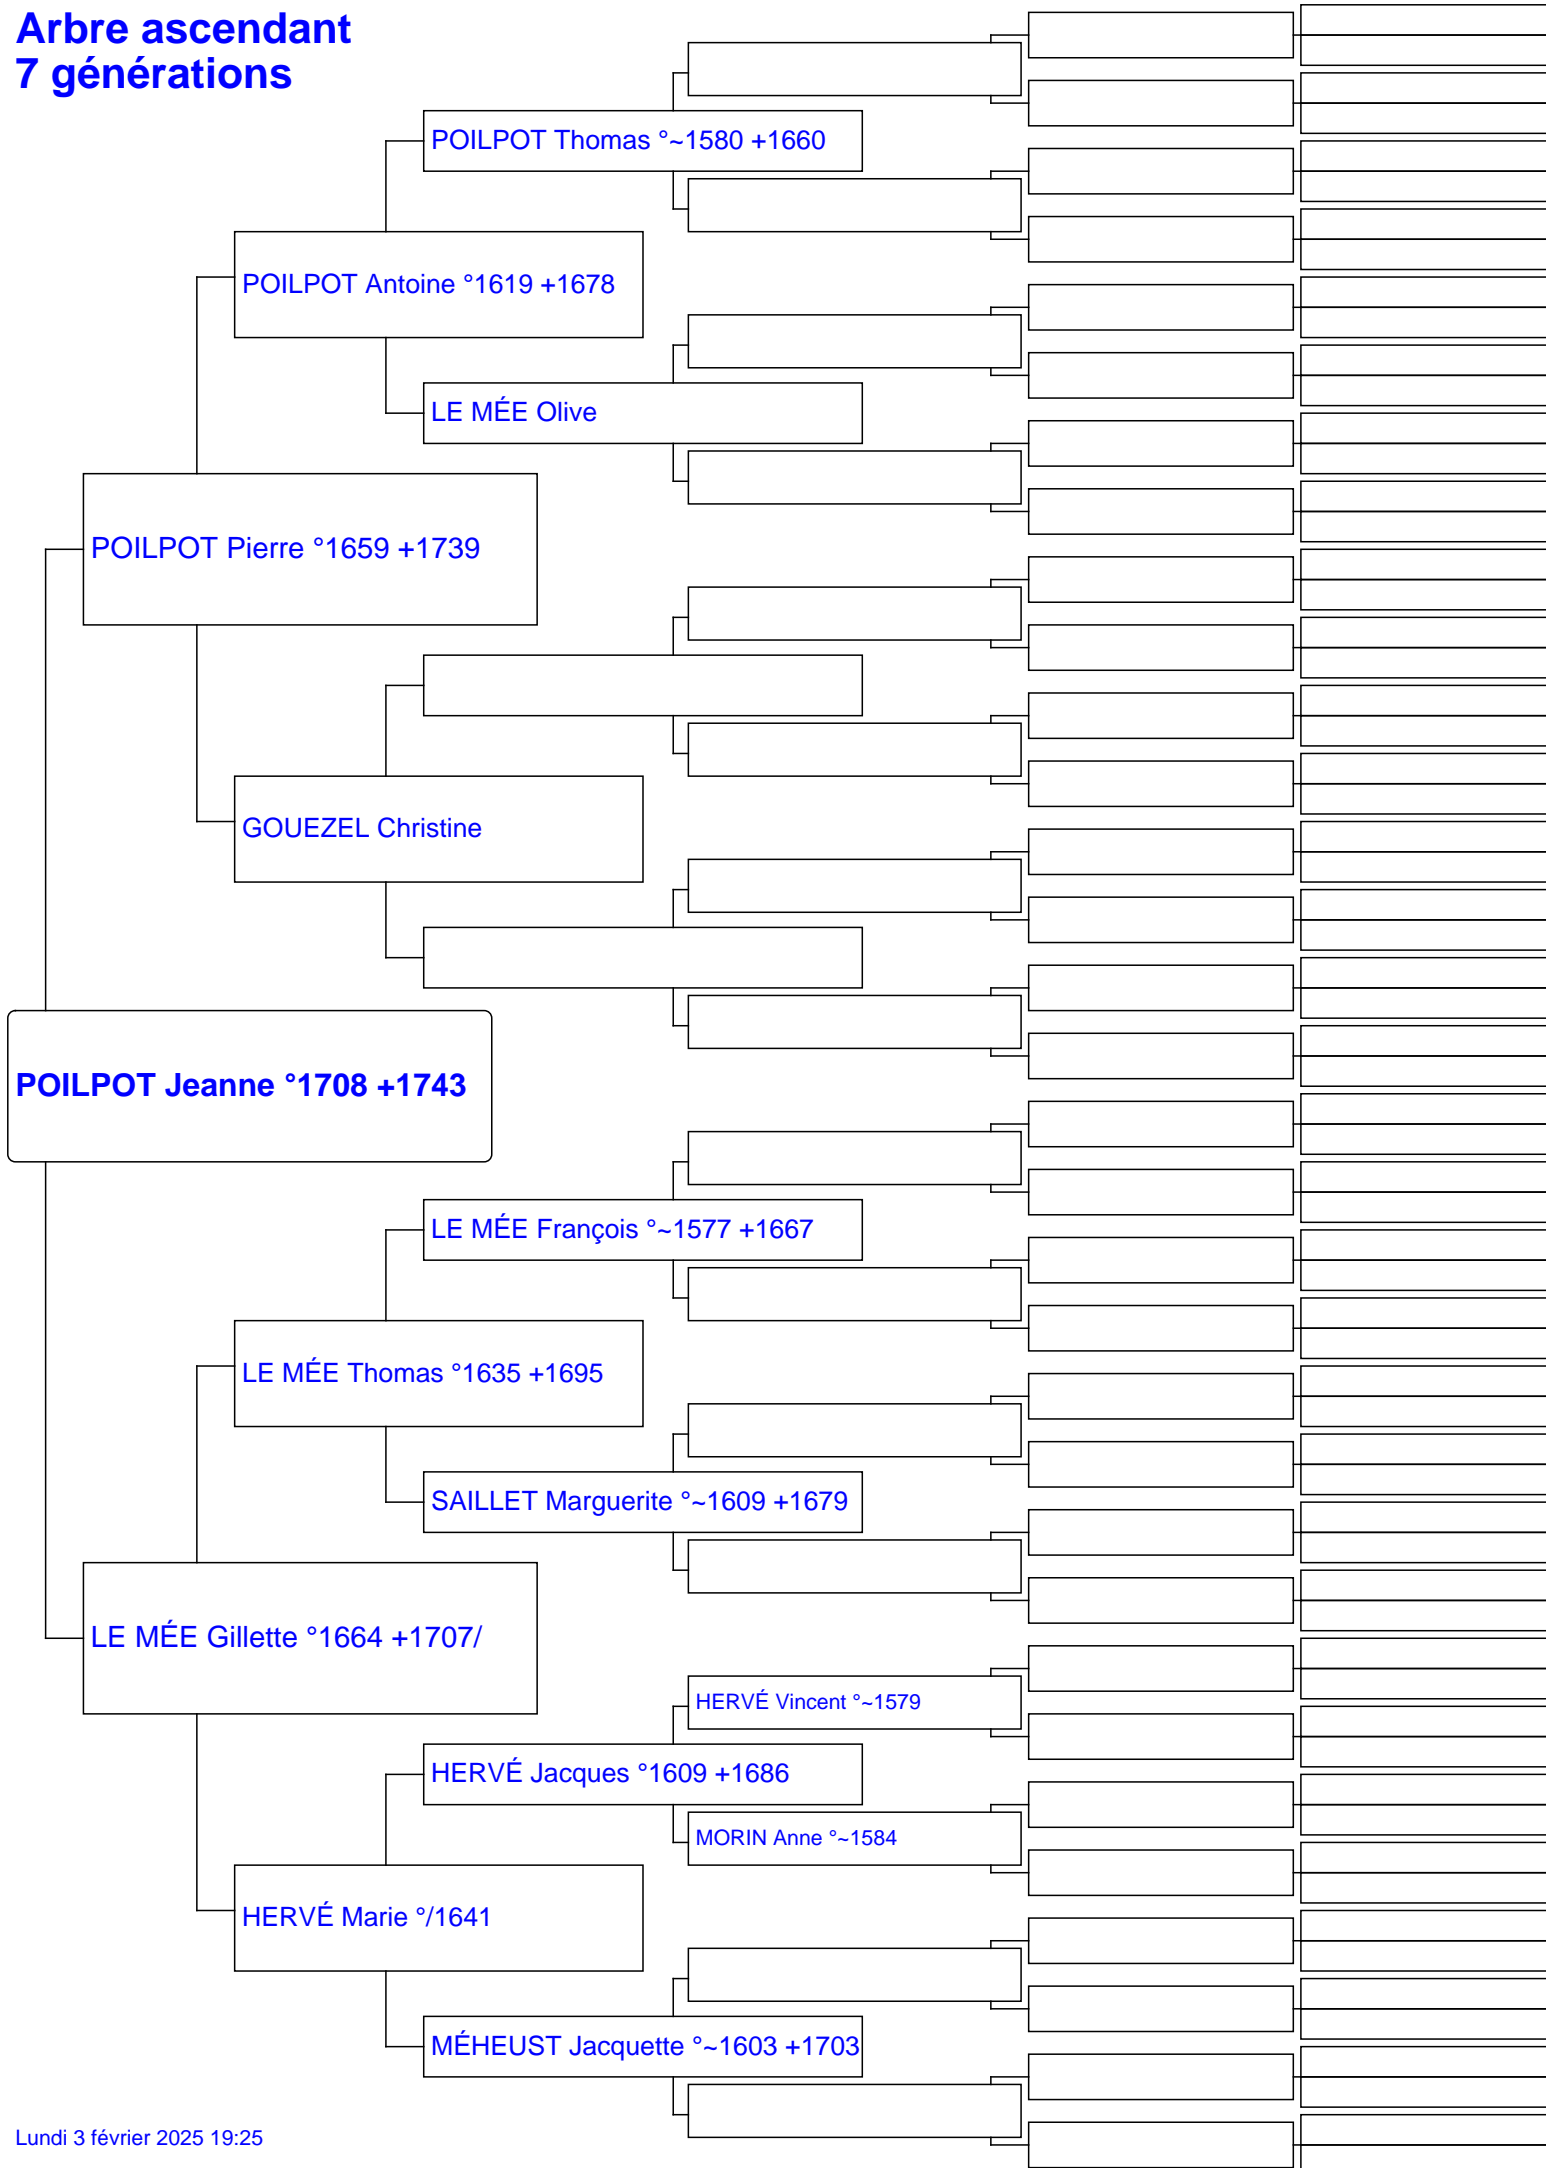 Arbre ascendant
7 générations
POILPOT Thomas °~1580 +1660
POILPOT Antoine °1619 +1678
LE MÉE Olive
POILPOT Pierre °1659 +1739
GOUEZEL Christine
POILPOT Jeanne °1708 +1743
LE MÉE François °~1577 +1667
LE MÉE Thomas °1635 +1695
SAILLET Marguerite °~1609 +1679
LE MÉE Gillette °1664 +1707/
HERVÉ Vincent °~1579
HERVÉ Jacques °1609 +1686
MORIN Anne °~1584
HERVÉ Marie °/1641
MÉHEUST Jacquette °~1603 +1703
Lundi 3 février 2025 19:25